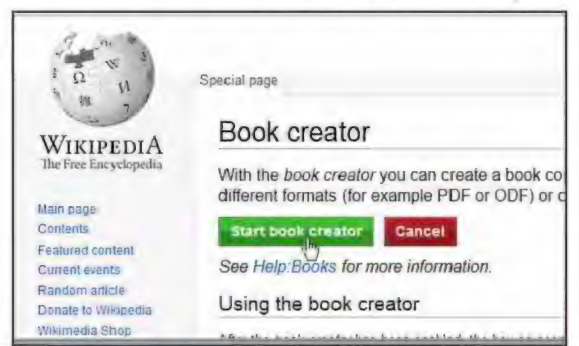 WIKIPEDIA
The Free Encyclopedia
Main page
Contents
Featured content
Current events
Random article
Donate to Wikipedia
Wikimedia Shop
Special page
Book creator
With the book creator you can create a book
different formats (for example PDF or ODF) or
Start book creator
Cancel
See Help:Books for more information.
Using the book creator